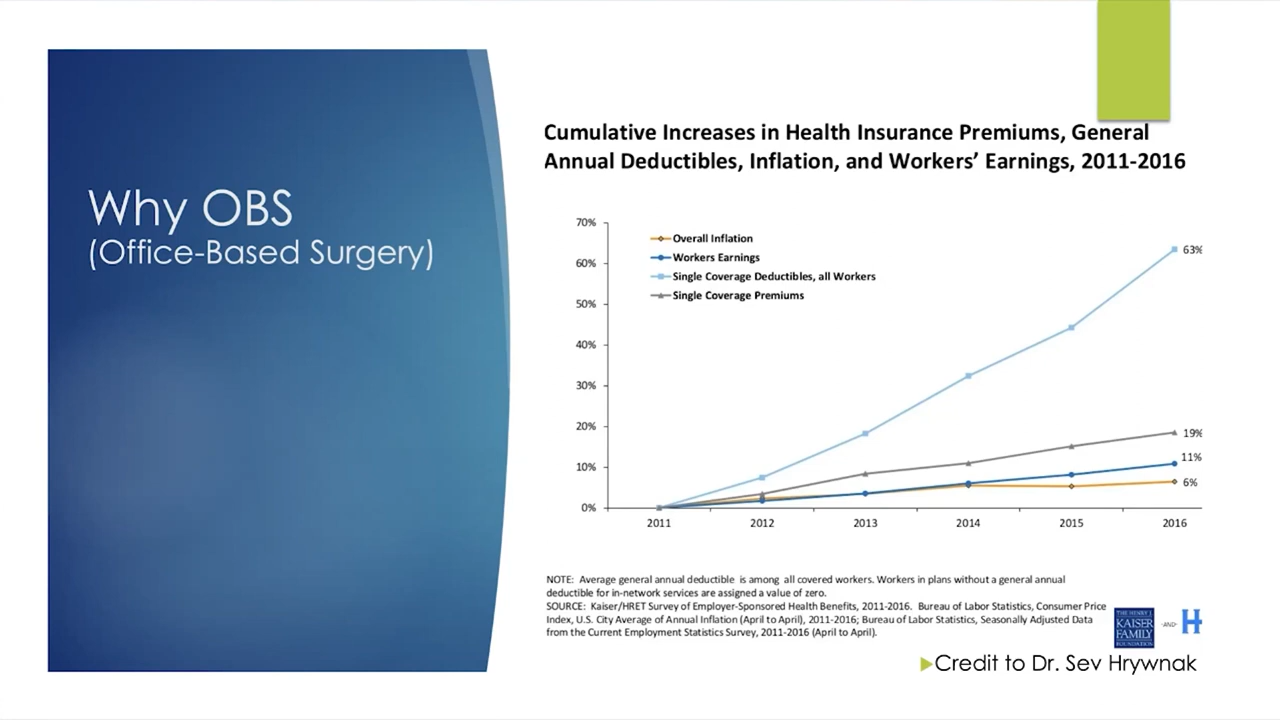 Why OBS
(Office-Based Surgery)
Cumulative Increases in Health Insurance Premiums, General
Annual Deductibles, Inflation, and Workers’ Earnings, 2011-2016
70%
60%
50%
40%
30%
20%
10%
0%
Overall Inflation
Workers Earnings
Single Coverage Deductibles, all Workers
Single Coverage Premiums
63%
19%
11%
6%
2011 2012 2013 2014 2015 2016
NOTE: Average general annual deductible is among all covered workers. Workers in plans without a general annual
deductible for in-network services are assigned a value of zero.
SOURCE: Kaiser/HRET Survey of Employer-Sponsored Health Benefits, 2011-2016. Bureau of Labor Statistics, Consumer Price
Index, U.S. City Average of Annual Inflation (April to April), 2011-2016; Bureau of Labor Statistics, Seasonally Adjusted Data
from the Current Employment Statistics Survey, 2011-2016 (April to April).
THE HENRY J.
KAISER
FAMILY
FOUNDATION
-AND-
Credit to Dr. Sev Hrywnak